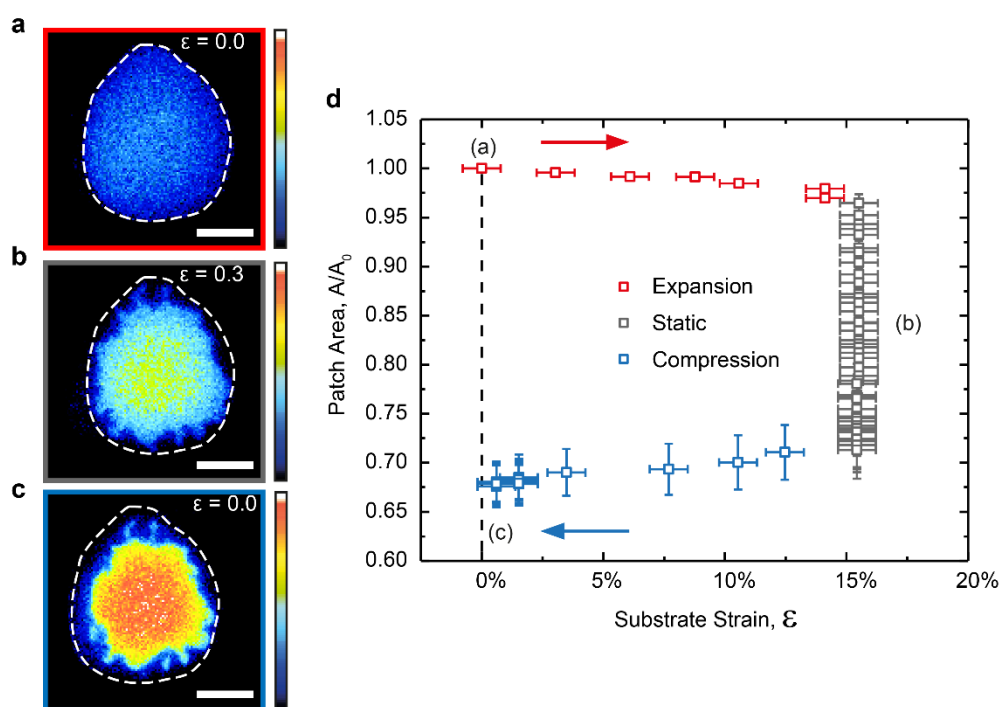 a
ε = 0.0
b
ε = 0.3
c
ε = 0.0
d
Patch Area, A/A₀
1.05
1.00
0.95
0.90
0.85
0.80
0.75
0.70
0.65
0.60
(a)
Expansion
Static
Compression
(b)
(c)
0% 5% 10% 15% 20%
Substrate Strain, ε